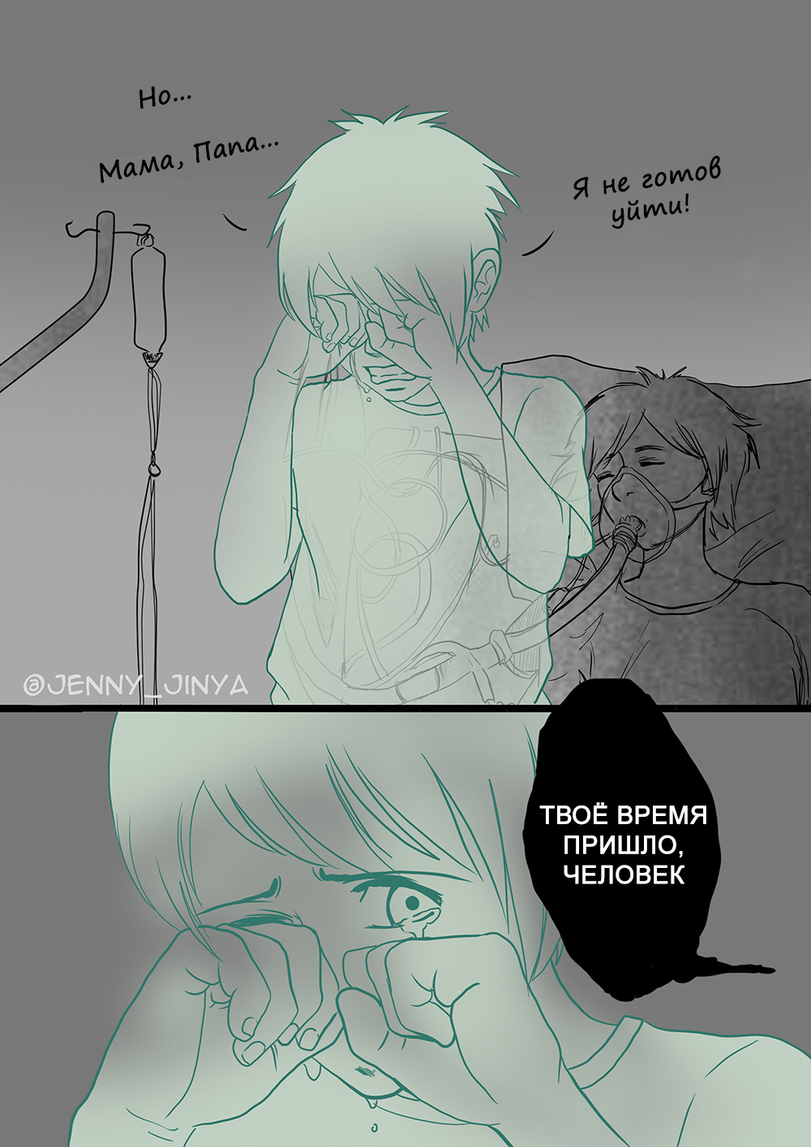 Но...
Мама, Папа...
Я не готов
уйти!
@JENNY_JINYA
ТВОЁ ВРЕМЯ
ПРИШЛО,
ЧЕЛОВЕК